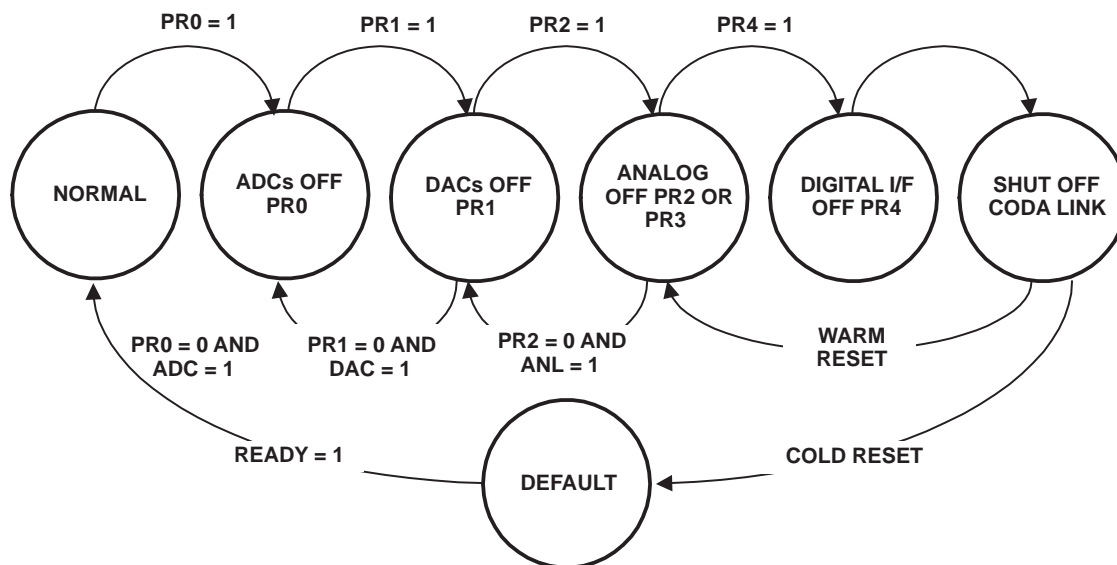 PR0 = 1
PR1 = 1
PR2 = 1
PR4 = 1
NORMAL
ADCs OFF
PR0
DACs OFF
PR1
ANALOG
OFF PR2 OR
PR3
DIGITAL I/F
OFF PR4
SHUT OFF
CODA LINK
PR0 = 0 AND
ADC = 1
PR1 = 0 AND
DAC = 1
PR2 = 0 AND
ANL = 1
WARM
RESET
READY = 1
COLD RESET
DEFAULT